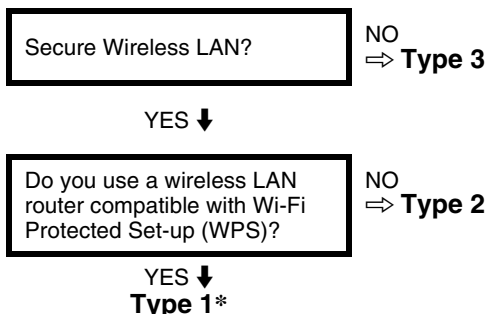 Secure Wireless LAN?
NO
⇨ Type 3
YES ⬇
Do you use a wireless LAN
router compatible with Wi-Fi
Protected Set-up (WPS)?
NO
⇨ Type 2
YES ⬇
Type 1*